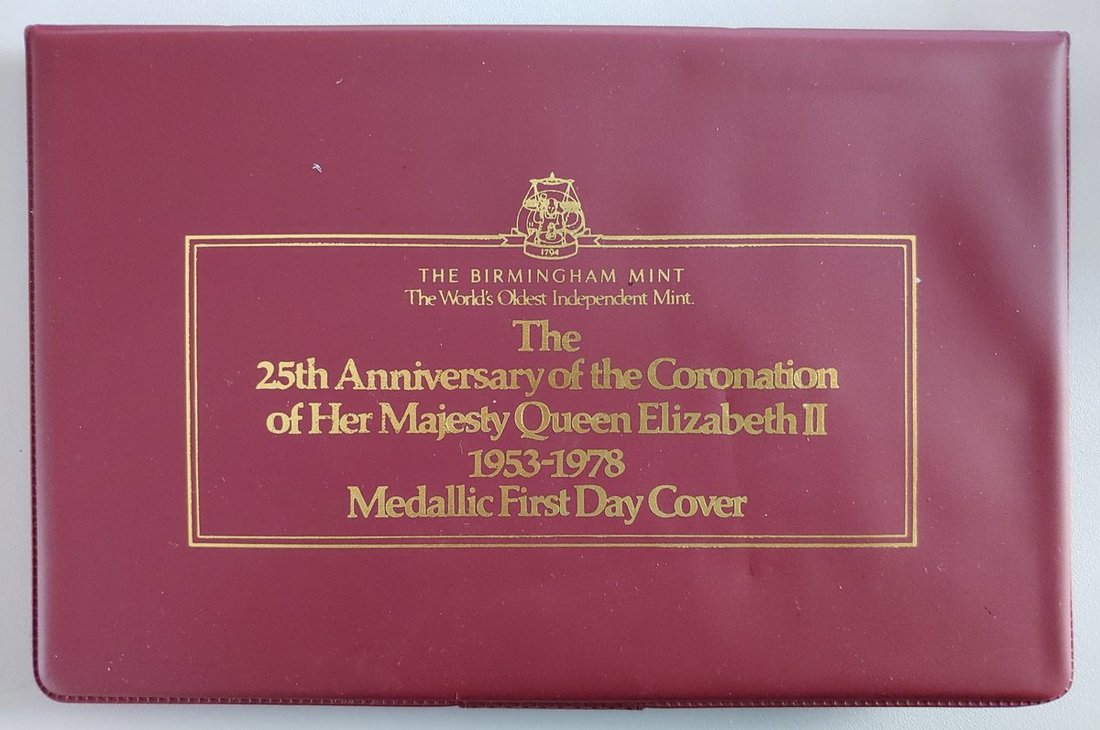 1794
THE BIRMINGHAM MINT
The World's Oldest Independent Mint.
The
25th Anniversary of the Coronation
of Her Majesty Queen Elizabeth II
1953-1978
Medallic First Day Cover